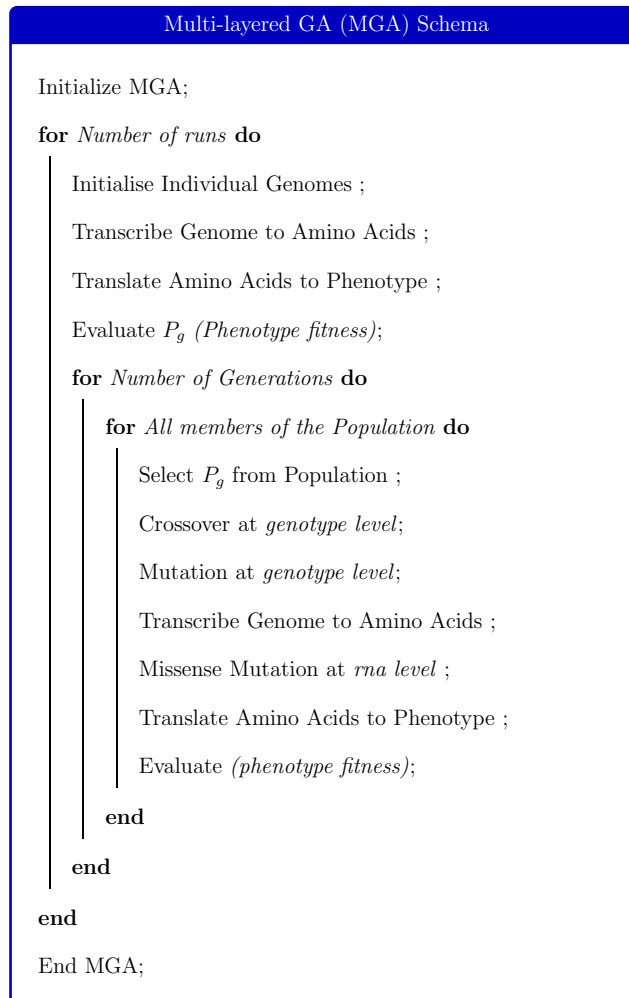 Multi-layered GA (MGA) Schema
Initialize MGA;
for Number of runs do
Initialise Individual Genomes ;
Transcribe Genome to Amino Acids ;
Translate Amino Acids to Phenotype ;
Evaluate P_g (Phenotype fitness);
for Number of Generations do
for All members of the Population do
Select P_g from Population ;
Crossover at genotype level;
Mutation at genotype level;
Transcribe Genome to Amino Acids ;
Missense Mutation at rna level ;
Translate Amino Acids to Phenotype ;
Evaluate (phenotype fitness);
end
end
end
End MGA;